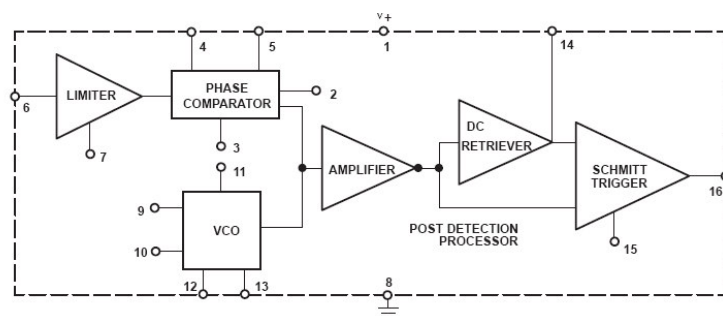 V+
4
5
1
14
6
LIMITER
PHASE
COMPARATOR
2
DC
RETRIEVER
7
3
11
AMPLIFIER
SCHMITT
TRIGGER
16
9
VCO
10
POST DETECTION
PROCESSOR
15
12
13
8